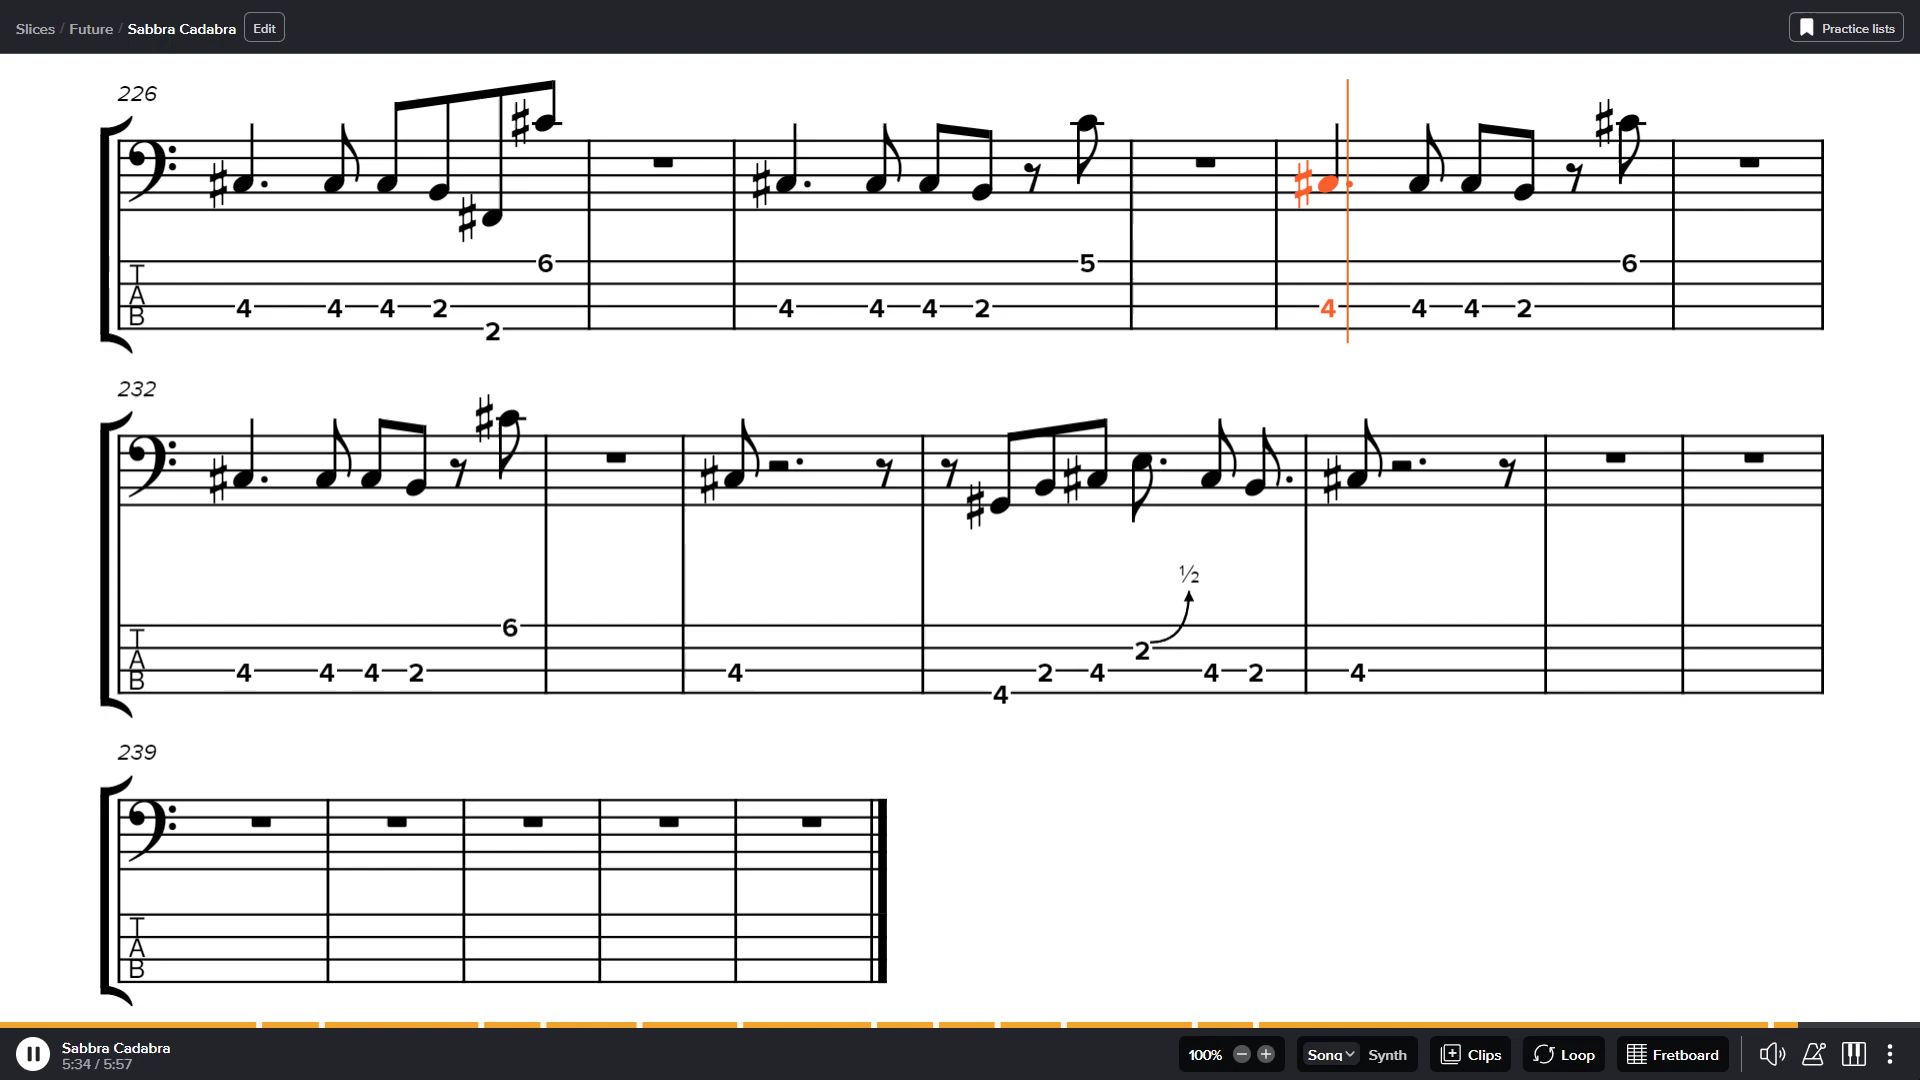 Slices / Future / Sabbra Cadabra Edit Practice lists
226
6 5 6
4 4 4 2 4 4 4 2 4 4 4 2
2
T
A
B
232
½
6
2
4 4 4 2 4 2 4 4 2 4
4
T
A
B
239
T
A
B
Sabbra Cadabra
5:34 / 5:57
100% Song Synth Clips Loop Fretboard